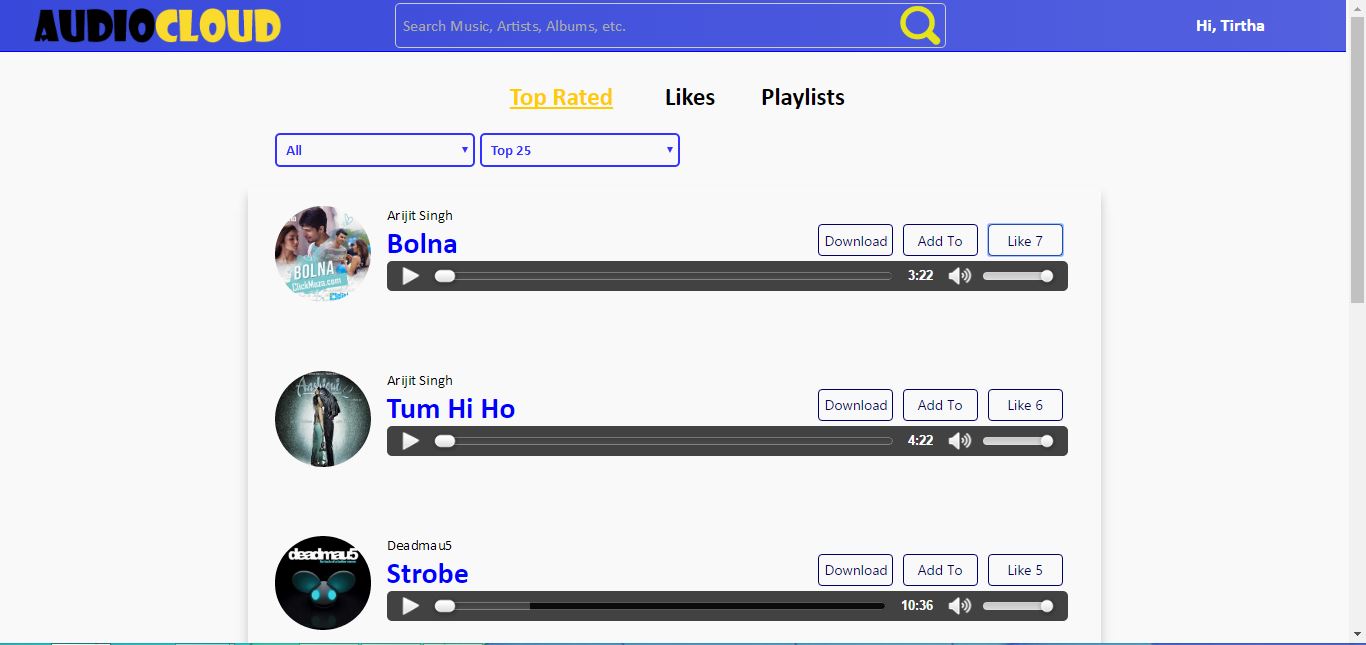 AUDIOCLOUD
Search Music, Artists, Albums, etc.
Hi, Tirtha
Top Rated Likes Playlists
All Top 25
Arijit Singh
Bolna
Download Add To Like 7
3:22
BOLNA
ClickMaza.com
Arijit Singh
Tum Hi Ho
Download Add To Like 6
4:22
Aashiqui 2
Deadmau5
Strobe
Download Add To Like 5
10:36
deadmau5